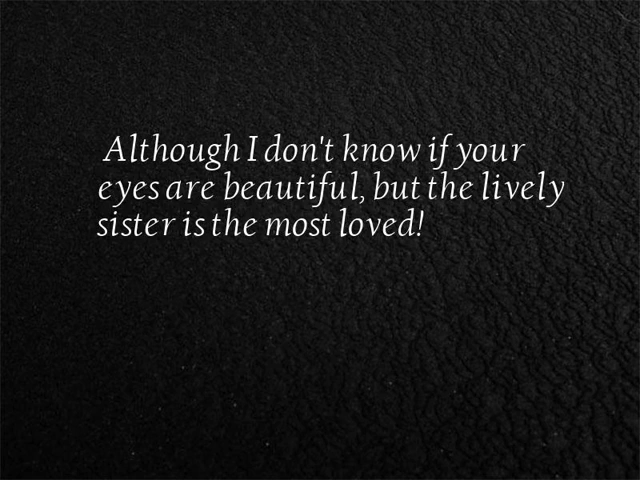 Although I don't know if your
eyes are beautiful, but the lively
sister is the most loved!